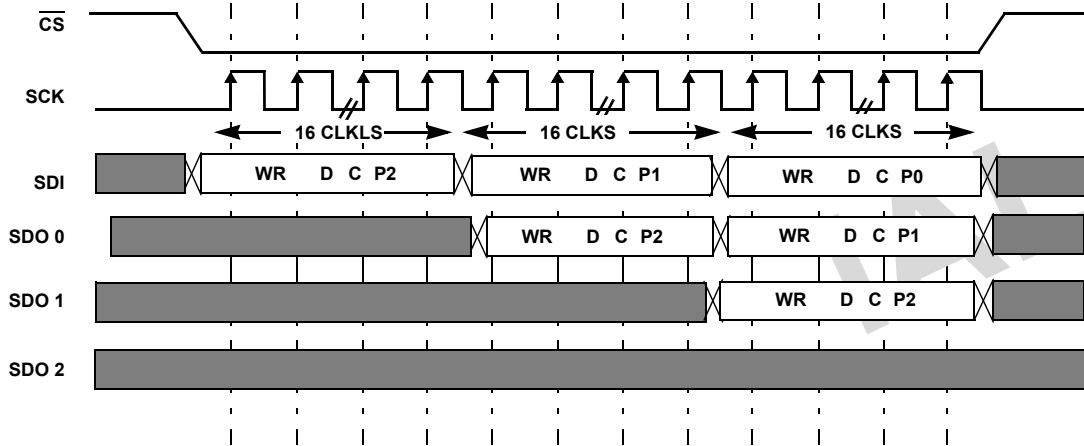 CS
SCK
16 CLKLS 16 CLKS 16 CLKS
SDI WR D C P2 WR D C P1 WR D C P0
SDO 0 WR D C P2 WR D C P1
SDO 1 WR D C P2
SDO 2